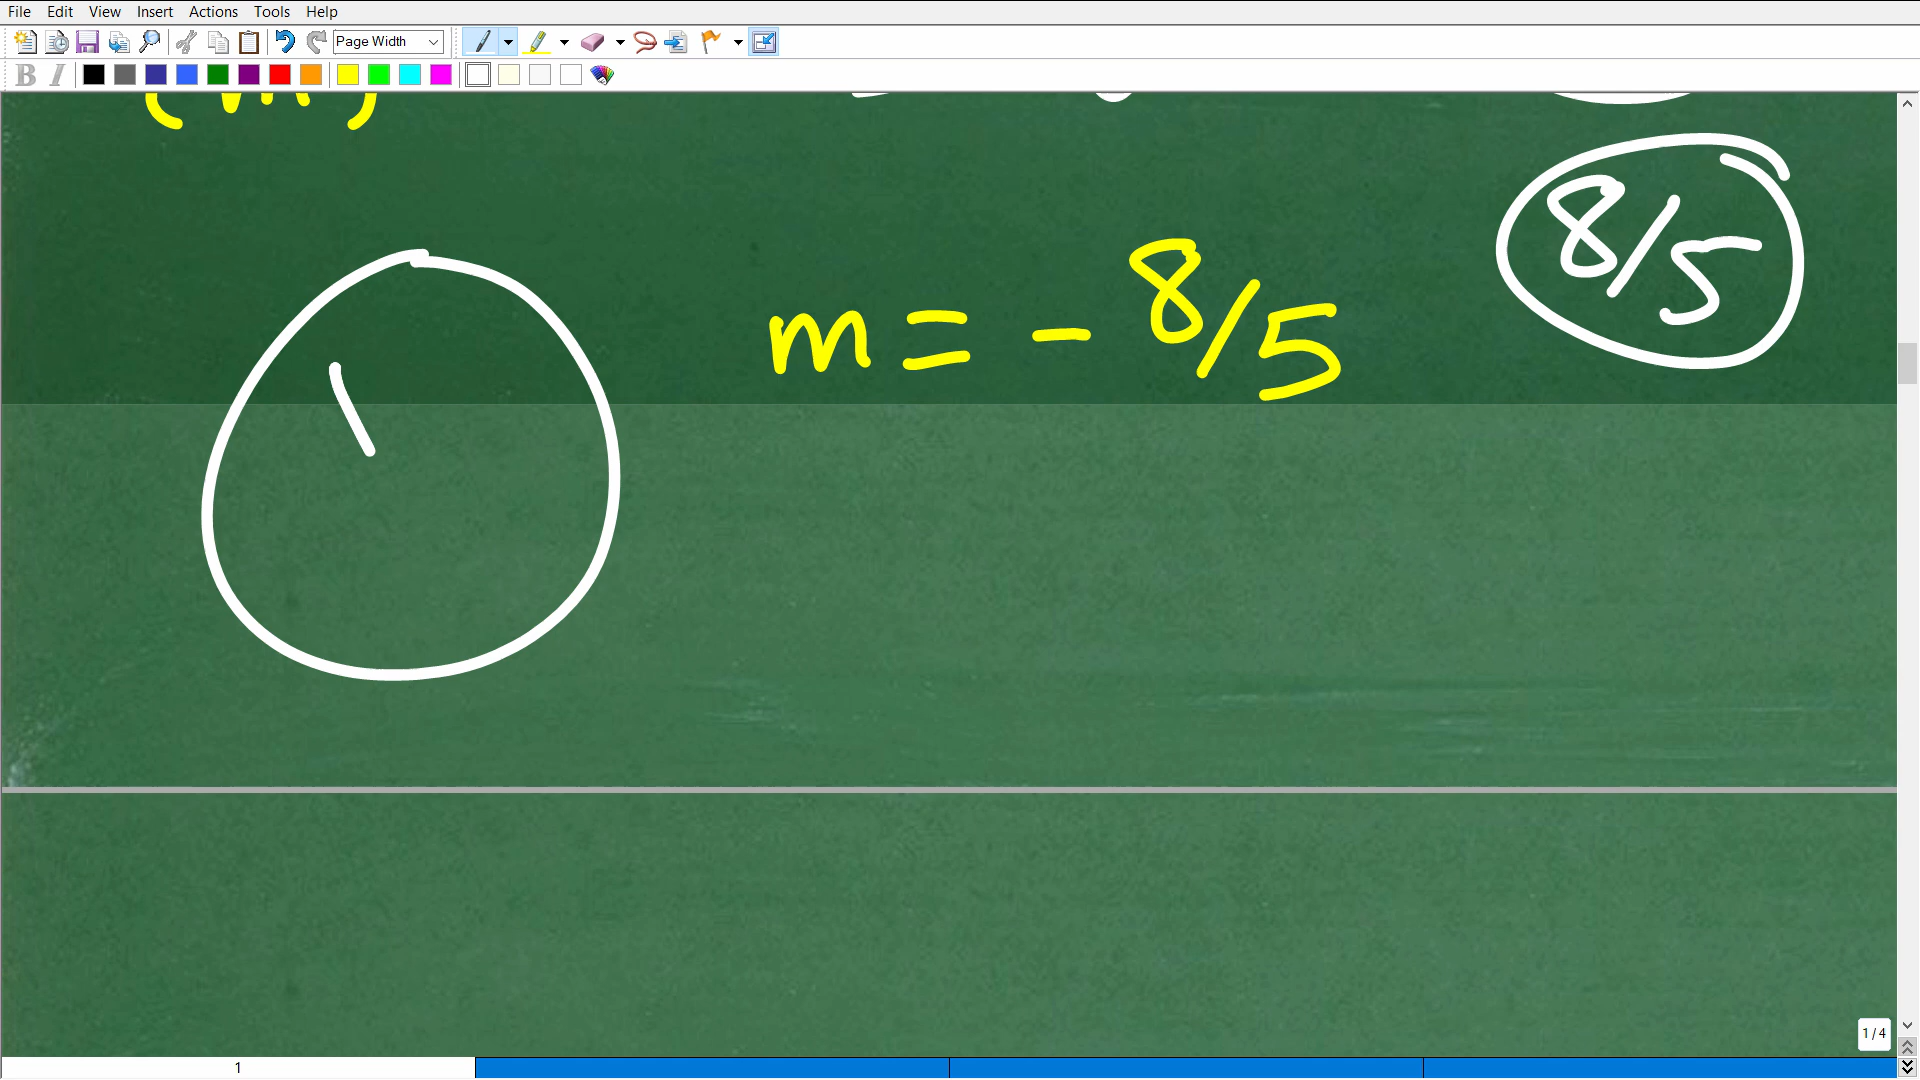 File Edit View Insert Actions Tools Help
Page Width
B I
8/5
m = - 8/5
1 / 4
1